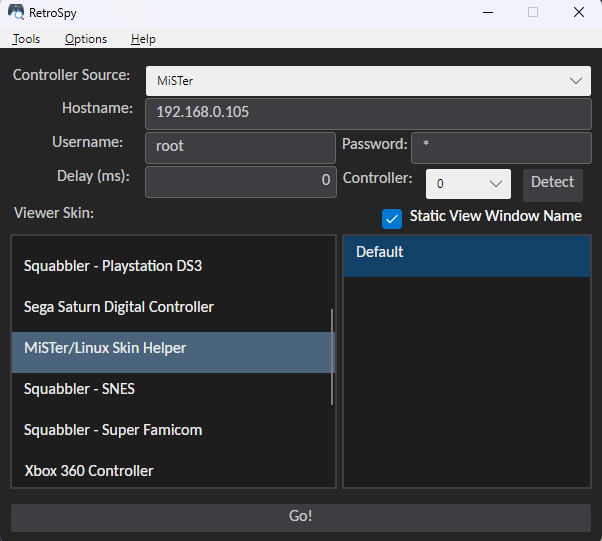 RetroSpy
Tools Options Help
Controller Source: MiSTer
Hostname: 192.168.0.105
Username: root Password: *
Delay (ms): 0 Controller: 0 Detect
Viewer Skin: Static View Window Name
Squabbler - Playstation DS3
Default
Sega Saturn Digital Controller
MiSTer/Linux Skin Helper
Squabbler - SNES
Squabbler - Super Famicom
Xbox 360 Controller
Go!